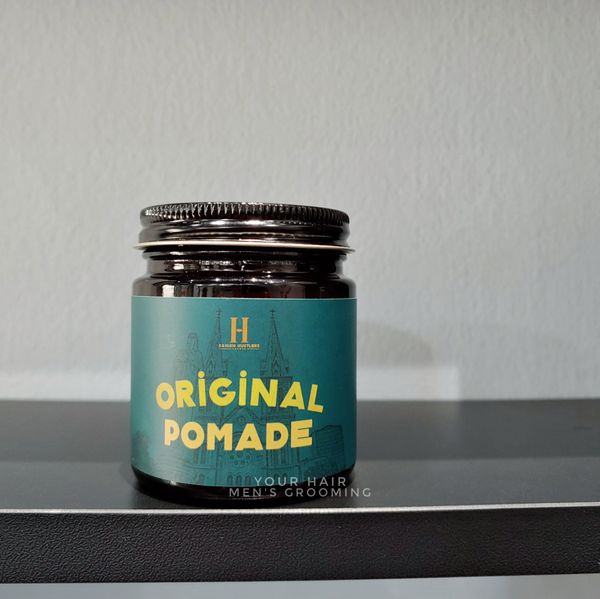 H
SAIGON HUSTLERS
ORIGINAL
POMADE
YOUR HAIR
MEN'S GROOMING